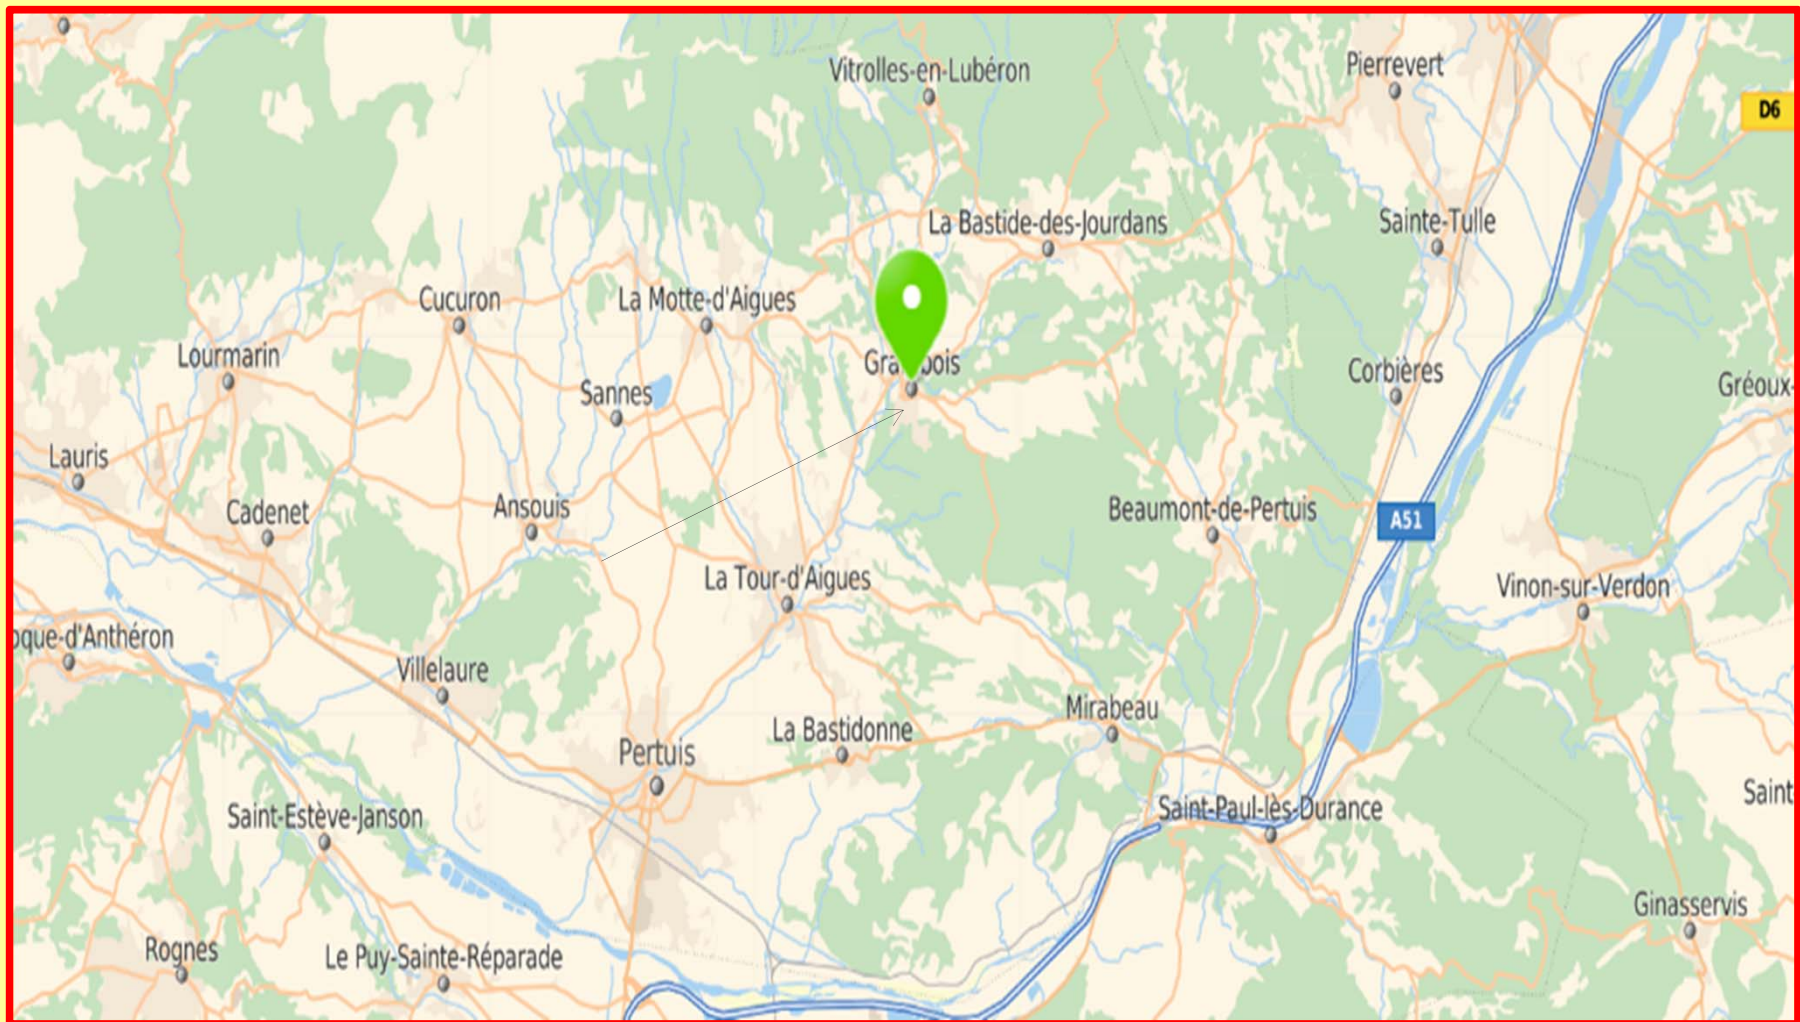 Vitrolles-en-Lubéron
Pierrevert
D6
La Bastide-des-Jourdans
Sainte-Tulle
Cucuron
La Motte-d'Aigues
Lourmarin
Corbières
Sannes
Gréoux-
Lauris
Cadenet
Ansouis
Beaumont-de-Pertuis
A51
La Tour-d'Aigues
Vinon-sur-Verdon
oque-d'Anthéron
Villelaure
Mirabeau
La Bastidonne
Pertuis
Saint-Estève-Janson
Saint-Paul-lès-Durance
Saint
Ginasservis
Rognes
Le Puy-Sainte-Réparade